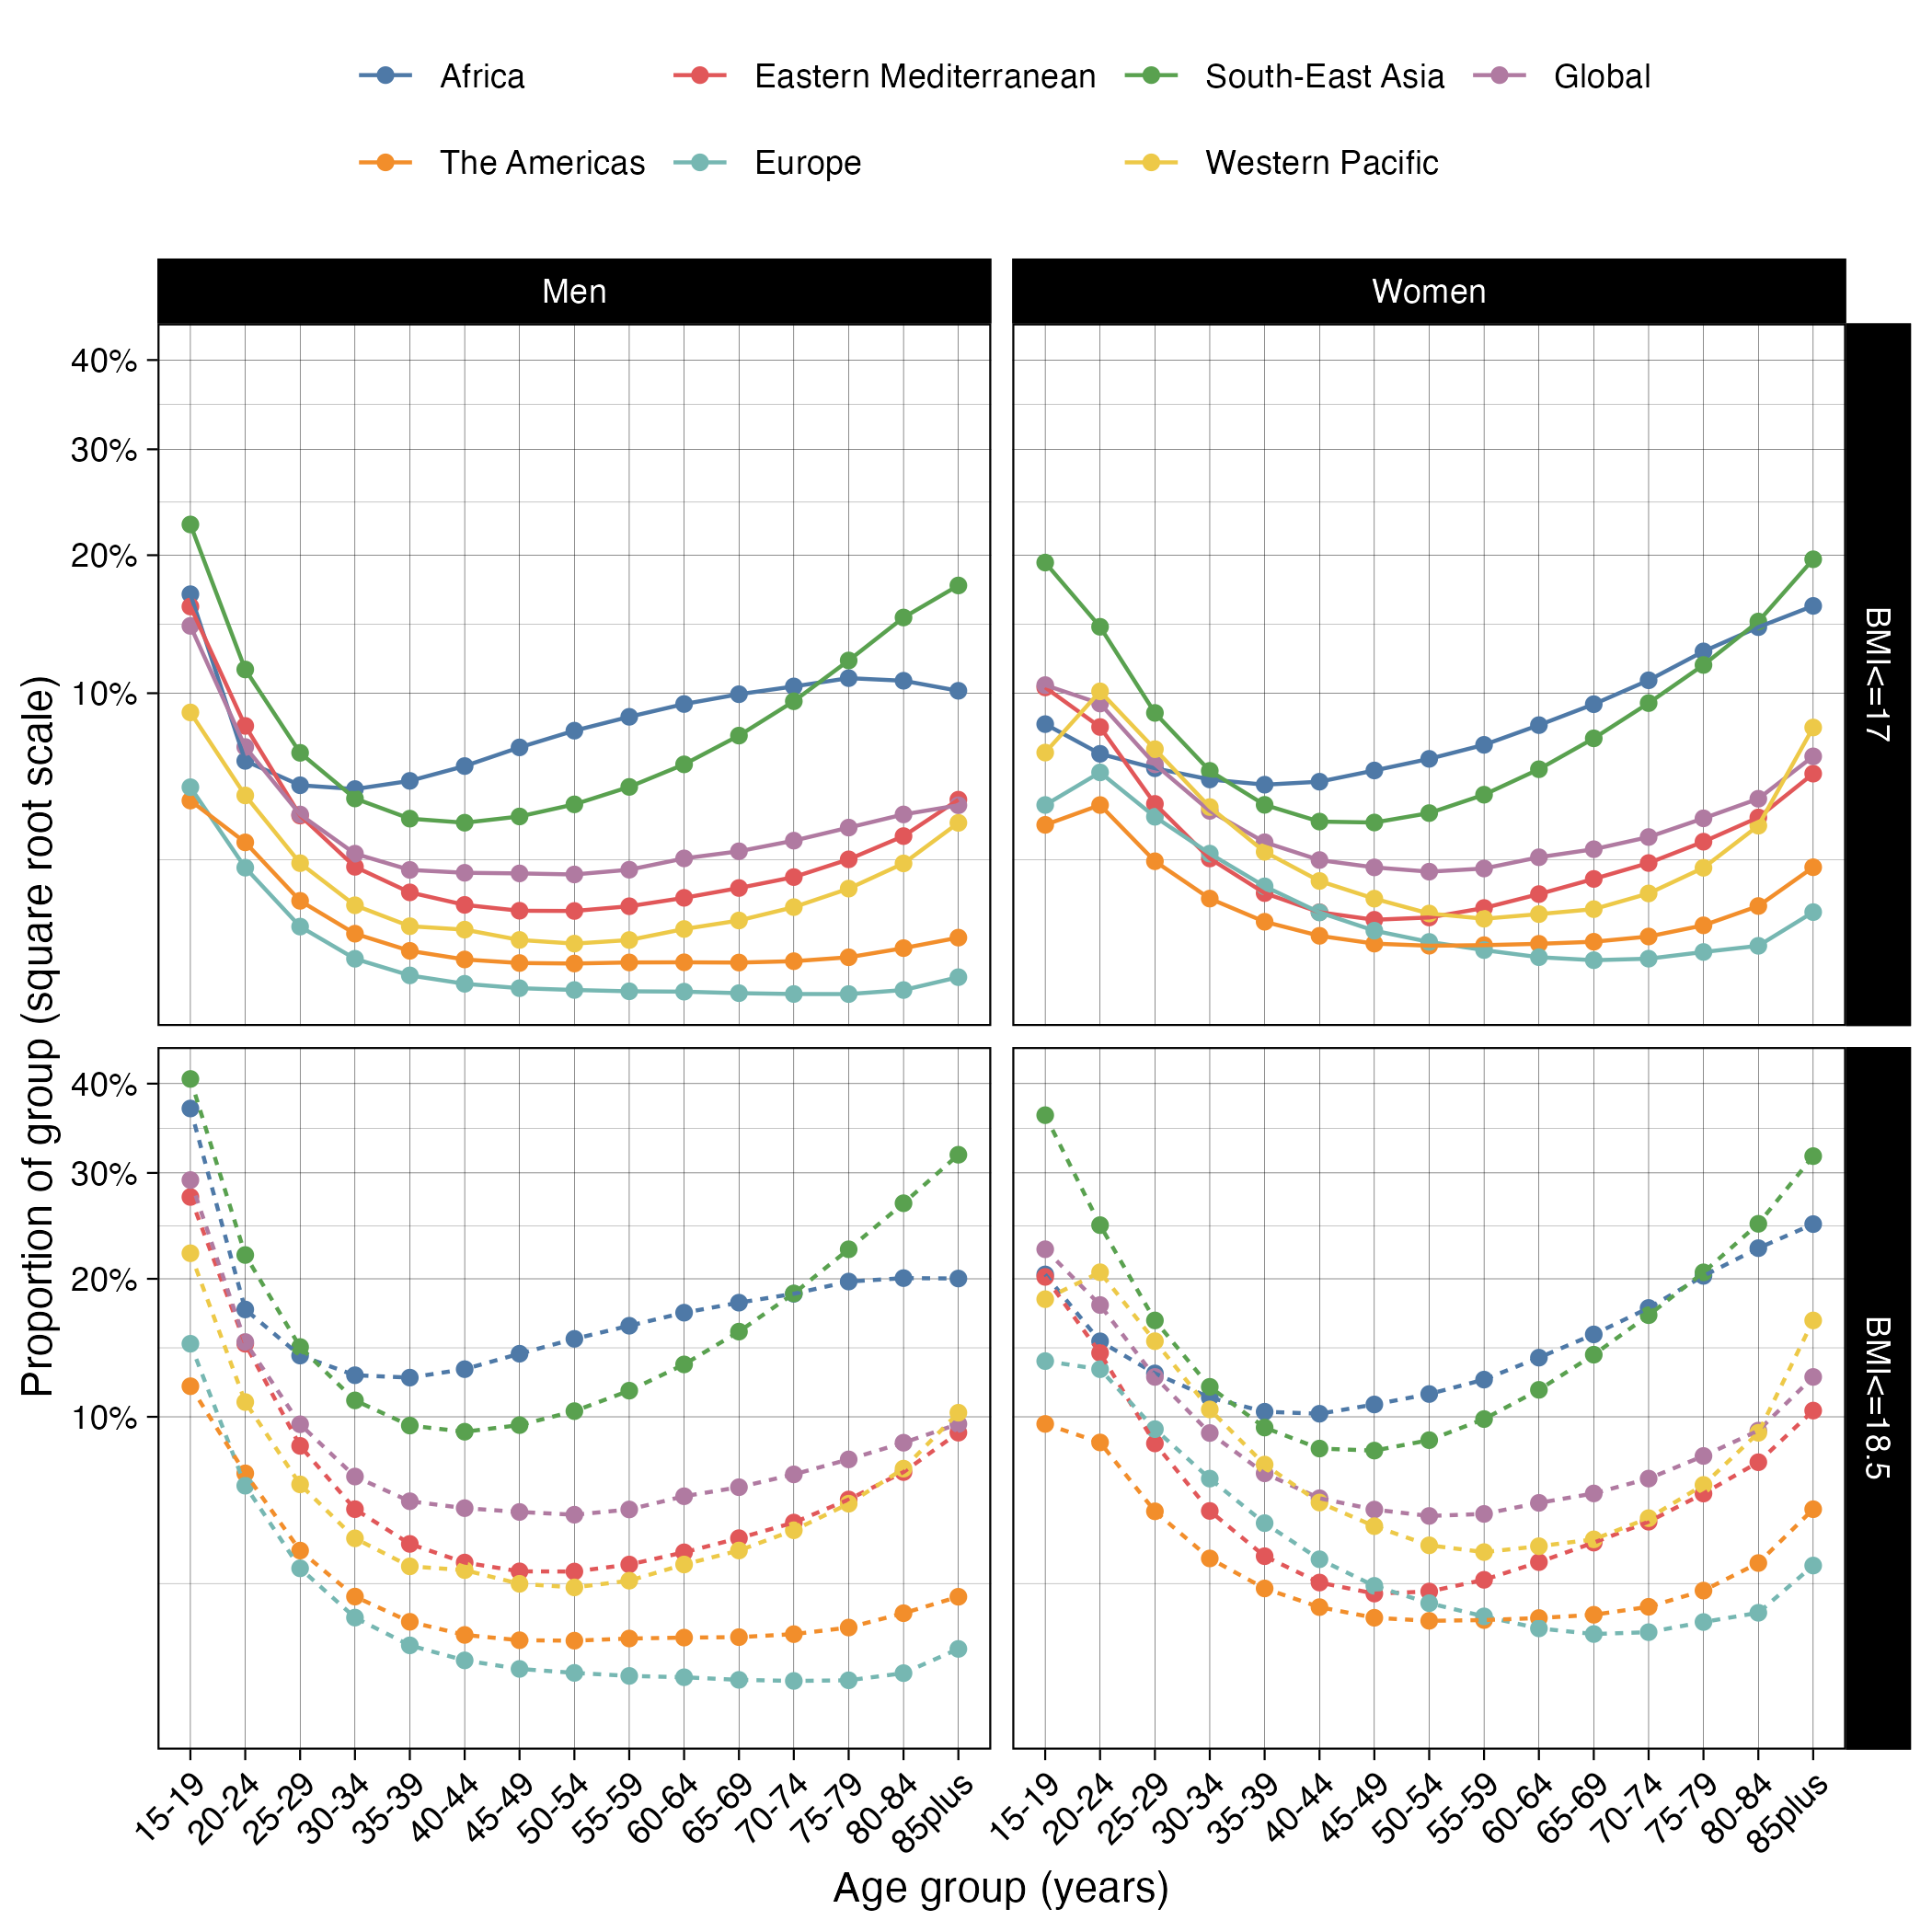 Africa
Eastern Mediterranean
South-East Asia
Global
The Americas
Europe
Western Pacific
Men
Women
40%
30%
20%
10%
BMI<=17
40%
30%
20%
10%
BMI<=18.5
Proportion of group (square root scale)
15-19
20-24
25-29
30-34
35-39
40-44
45-49
50-54
55-59
60-64
65-69
70-74
75-79
80-84
85plus
15-19
20-24
25-29
30-34
35-39
40-44
45-49
50-54
55-59
60-64
65-69
70-74
75-79
80-84
85plus
Age group (years)